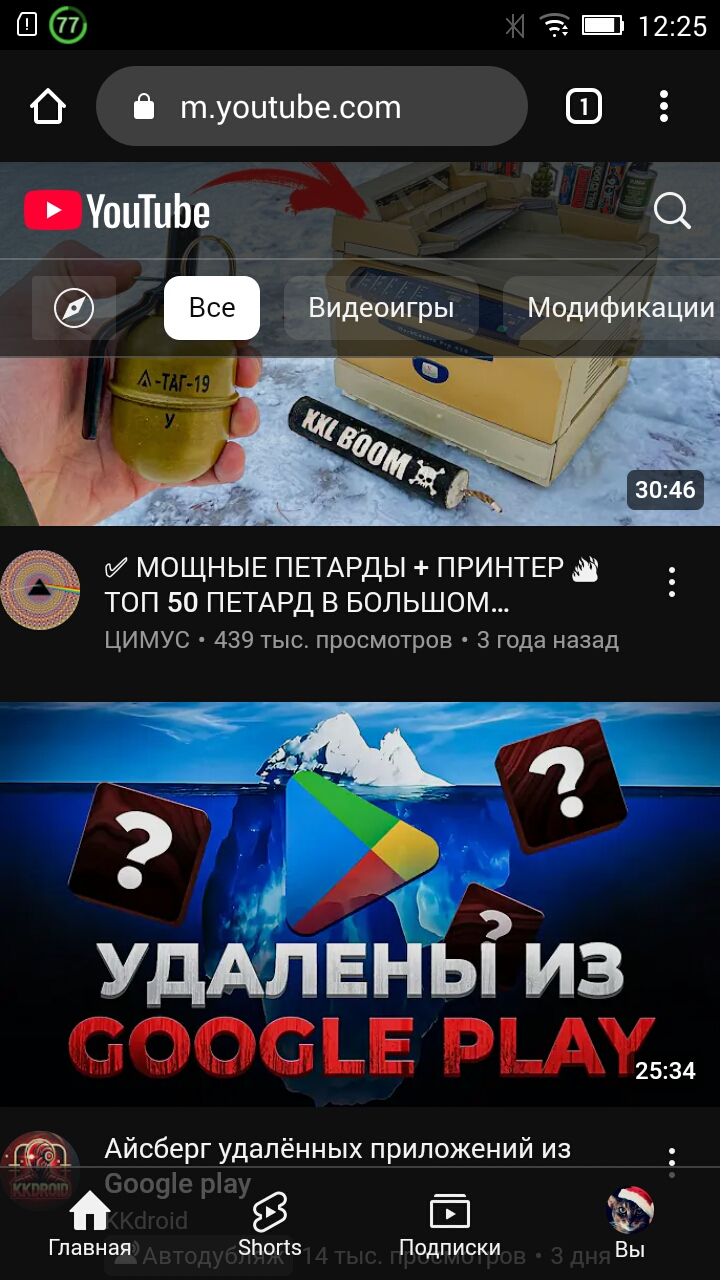 77
12:25
m.youtube.com
1
YouTube
Все
Видеоигры
Модификации
-ТАГ-19
У
XXL BOOM
30:46
✅ МОЩНЫЕ ПЕТАРДЫ + ПРИНТЕР 🔥
ТОП 50 ПЕТАРД В БОЛЬШОМ...
ЦИМУС • 439 тыс. просмотров • 3 года назад
?
?
?
УДАЛЕНЫ ИЗ
GOOGLE PLAY
25:34
KKDROID
Айсберг удалённых приложений из
Google play
KKdroid
Автодубляж 14 тыс. просмотров • 3 дня
Главная
Shorts
Подписки
Вы